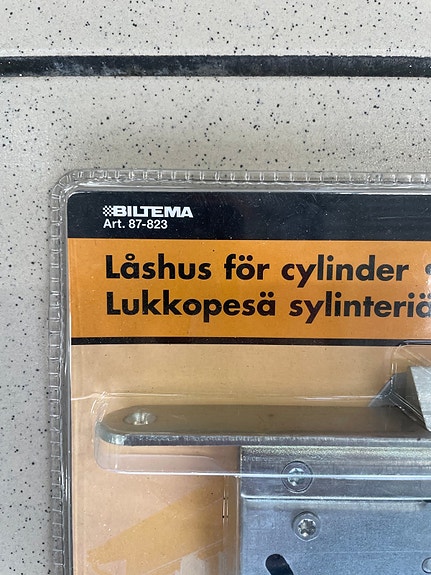 BILTEMA
Art. 87-823
Låshus för cylinder
Lukkopesä sylinteriä